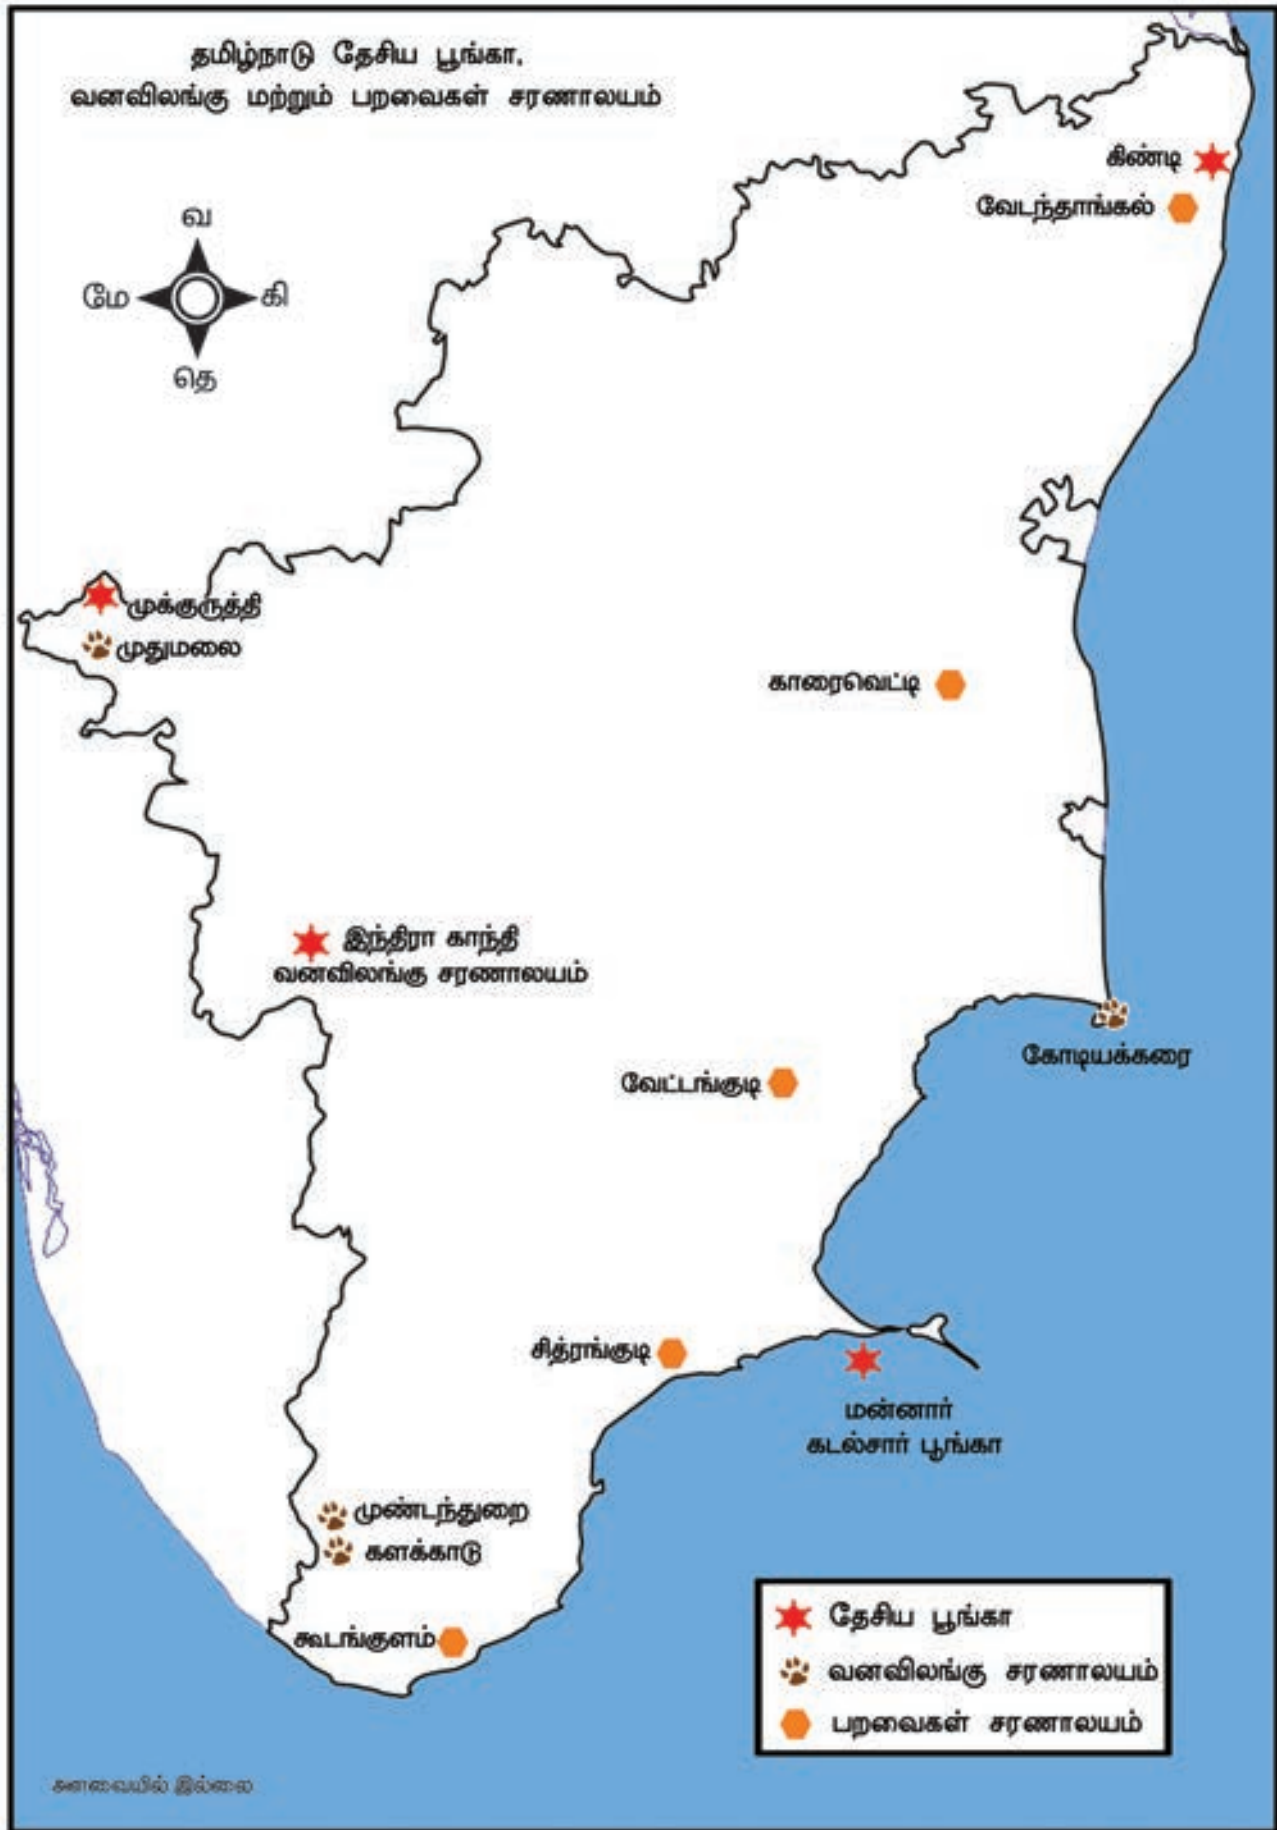 தமிழ்நாடு தேசிய பூங்கா,
வனவிலங்கு மற்றும் பறவைகள் சரணாலயம்
வ
மே
கி
தெ
கிண்டி
வேடந்தாங்கல்
முக்குருத்தி
முதுமலை
காரைவெட்டி
இந்திரா காந்தி
வனவிலங்கு சரணாலயம்
கோடியக்கரை
வேட்டங்குடி
சித்ரங்குடி
மன்னார்
கடல்சார் பூங்கா
முண்டந்துறை
களக்காடு
கூடங்குளம்
தேசிய பூங்கா
வனவிலங்கு சரணாலயம்
பறவைகள் சரணாலயம்
அளவையில் இல்லை